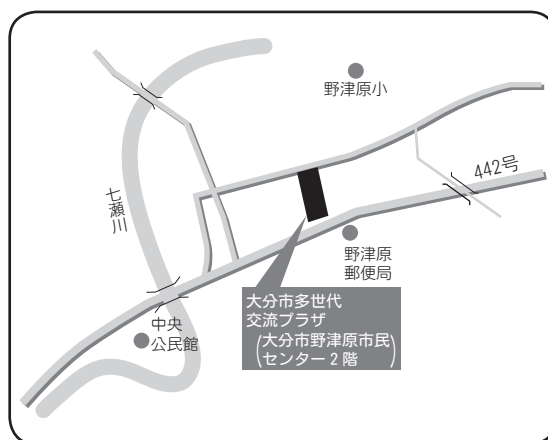 野津原小
442号
七瀬川
野津原
郵便局
大分市多世代
交流プラザ
(大分市野津原市民
センター2階)
中央
公民館